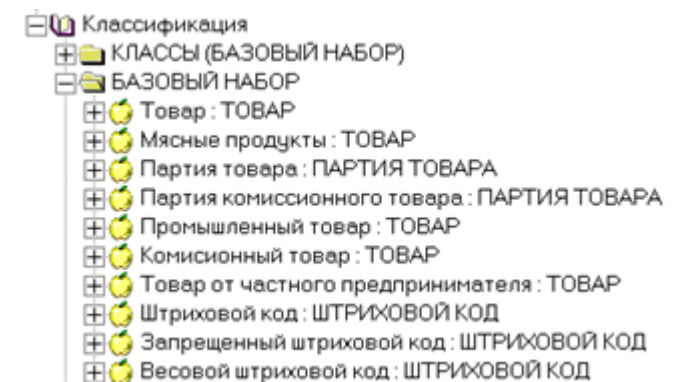 Классификация
КЛАССЫ (БАЗОВЫЙ НАБОР)
БАЗОВЫЙ НАБОР
Товар : ТОВАР
Мясные продукты : ТОВАР
Партия товара : ПАРТИЯ ТОВАРА
Партия комиссионного товара : ПАРТИЯ ТОВАРА
Промышленный товар : ТОВАР
Комисионный товар : ТОВАР
Товар от частного предпринимателя : ТОВАР
Штриховой код : ШТРИХОВОЙ КОД
Запрещенный штриховой код : ШТРИХОВОЙ КОД
Весовой штриховой код : ШТРИХОВОЙ КОД